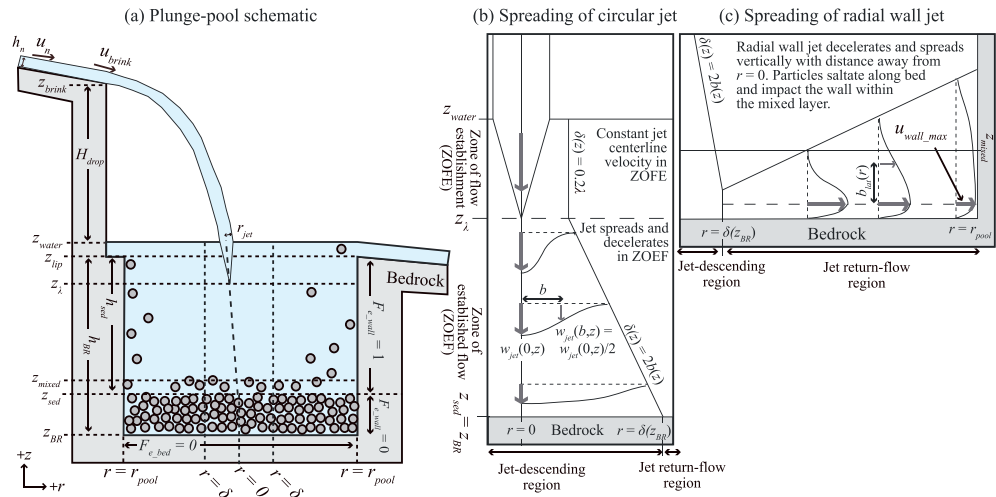 (a) Plunge-pool schematic
h_n
u_n
u_brink
z_brink
H_drop
r_jet
z_water
z_lip
z_λ
z_mixed
z_sed
z_BR
h_sed
h_BR
Bedrock
F_e_wall = 1
F_e_wall = 0
F_e_bed = 0
+z
+r
r = r_pool
r = δ
r = 0
r = δ
r = r_pool
(b) Spreading of circular jet
z_water
Zone of flow
establishment
(ZOFE)
δ(z) = 0.2λ
Constant jet
centerline
velocity in
ZOFE
z_λ
Jet spreads and
decelerates
in ZOEF
Zone of
established flow
(ZOEF)
b
w_jet(b,z) =
w_jet(0,z)
w_jet(0,z)/2
δ(z) = 2b(z)
z_sed = z_BR
r = 0
Bedrock
r = δ(z_BR)
Jet-descending
region
Jet return-flow
region
(c) Spreading of radial wall jet
δ(z) = 2b(z)
Radial wall jet decelerates and spreads
vertically with distance away from
r = 0. Particles saltate along bed
and impact the wall within
the mixed layer.
u_wall_max
z_mixed
b_lat(r)
r = δ(z_BR)
Bedrock
r = r_pool
Jet-descending
region
Jet return-flow
region